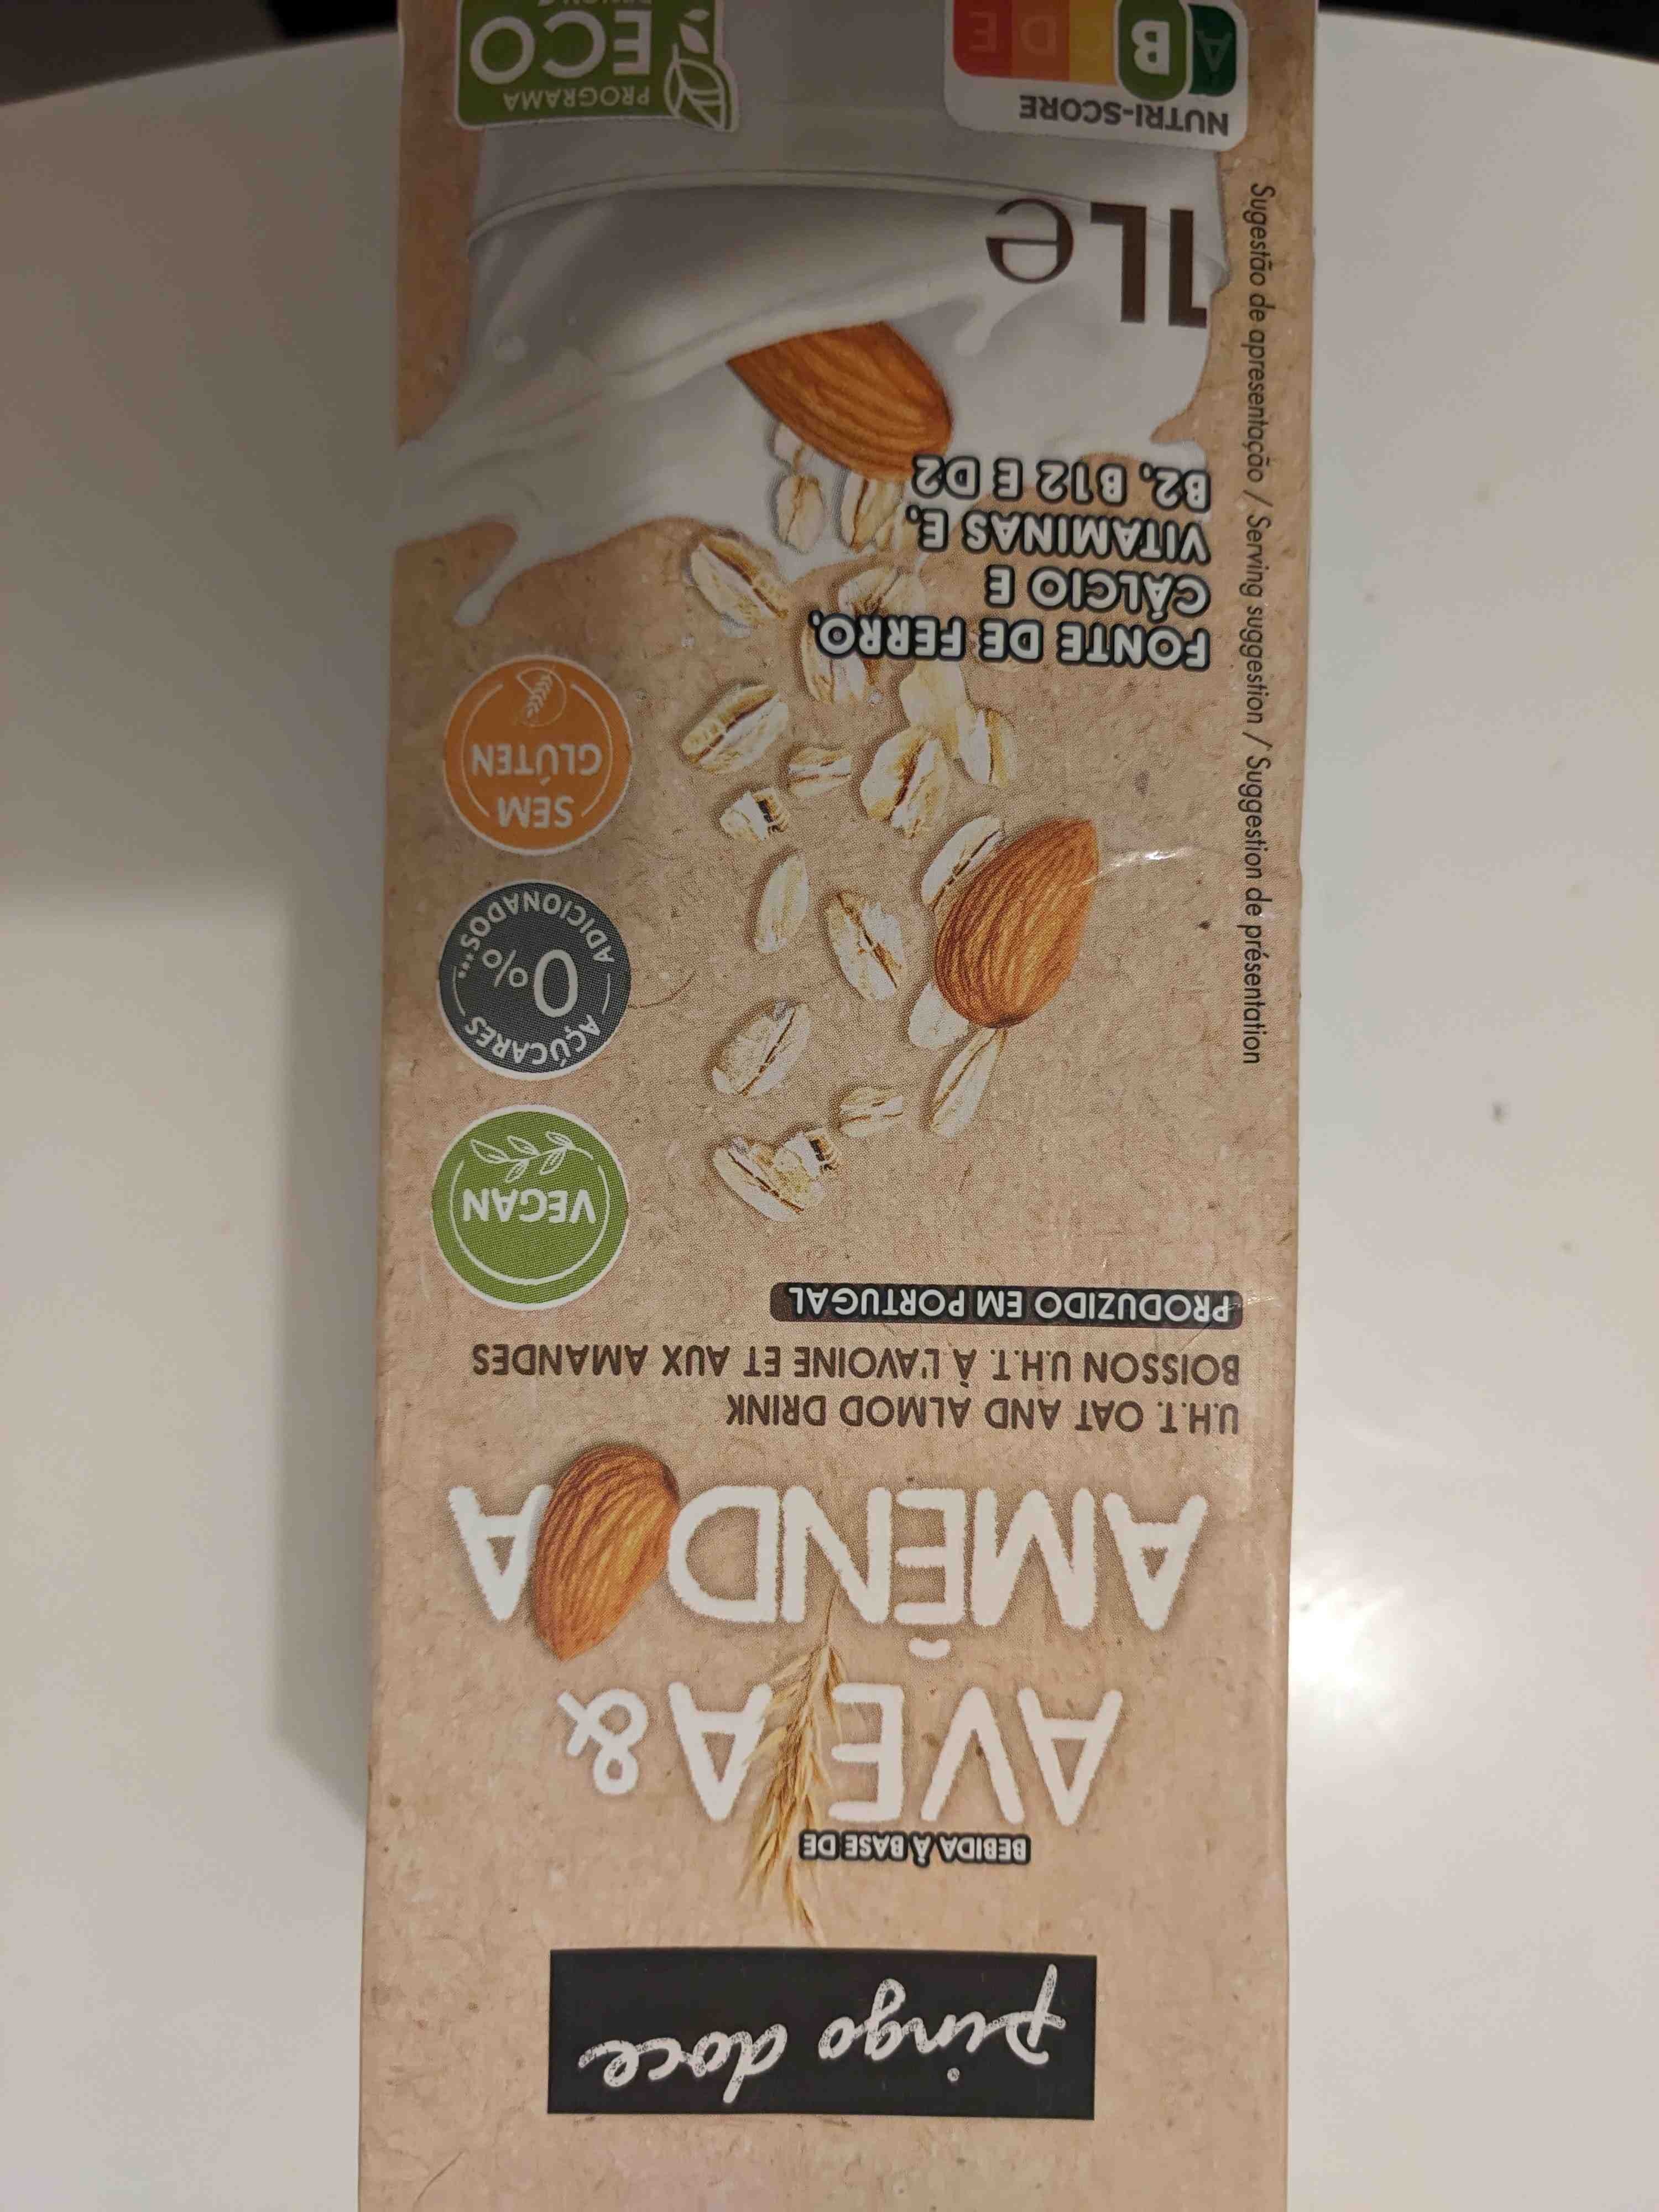 pingo doce
BEBIDA À BASE DE
AVEIA &
AMÊNDOA
U.H.T. OAT AND ALMOD DRINK
BOISSON U.H.T. À L'AVOINE ET AUX AMANDES
PRODUZIDO EM PORTUGAL
VEGAN
AÇÚCARES
0%
ADICIONADOS...
SEM
GLÚTEN
FONTE DE FERRO,
CÁLCIO E
VITAMINAS E,
B2, B12 E D2
1L e
Sugestão de apresentação / Serving suggestion / Suggestion de présentation
NUTRI-SCORE
A B C D E
PROGRAMA
ECO